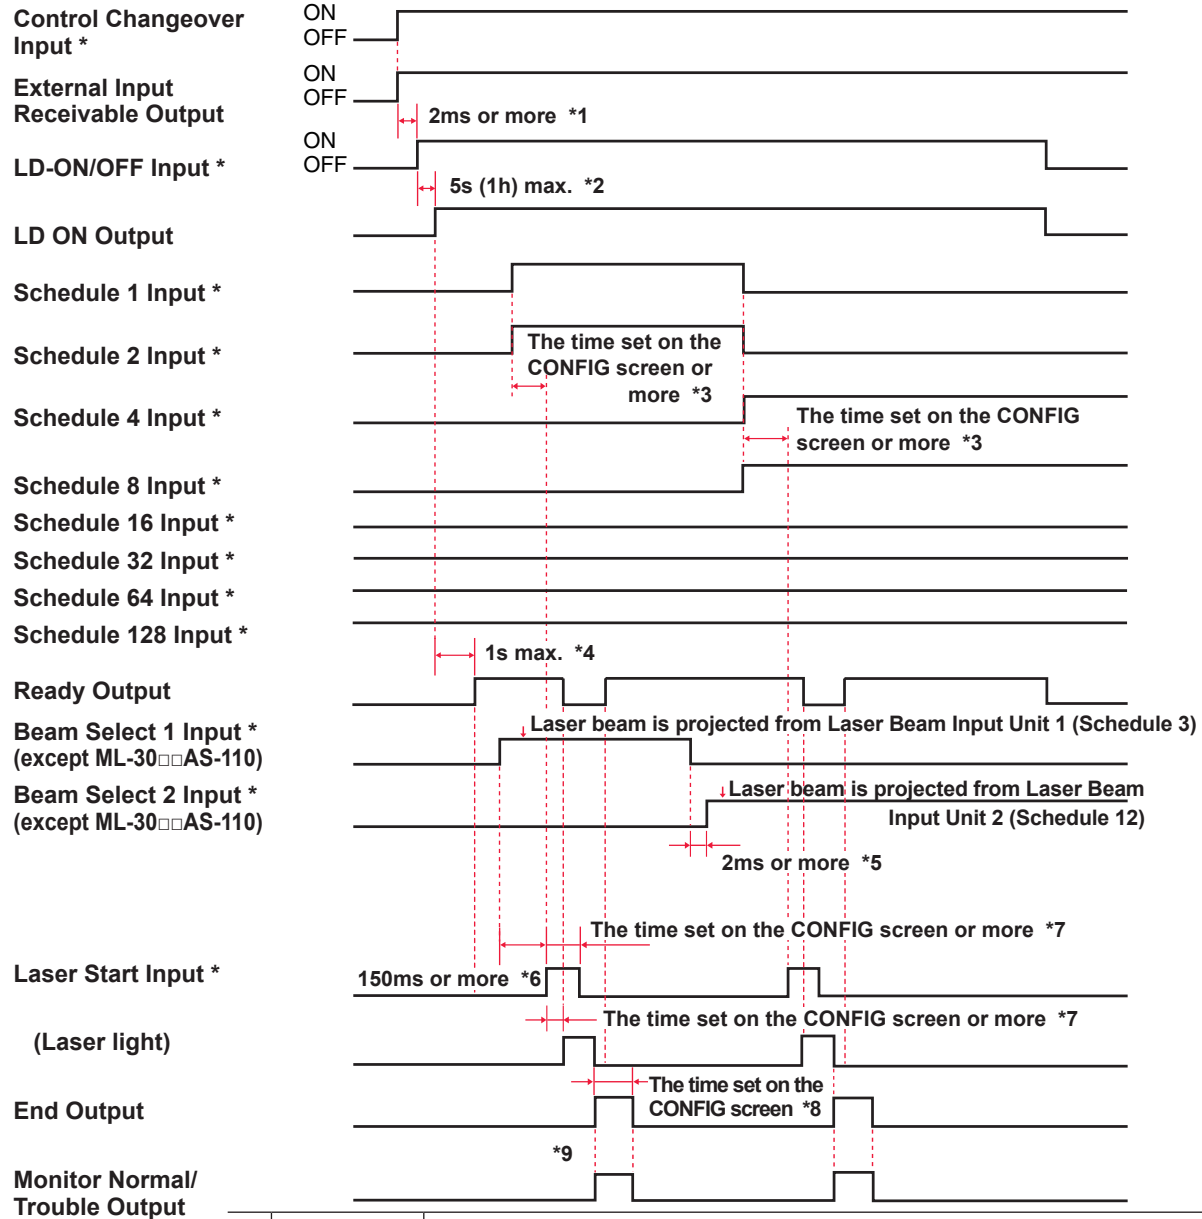 Control Changeover
Input *
ON
OFF
External Input
Receivable Output
ON
OFF
2ms or more *1
LD-ON/OFF Input *
ON
OFF
5s (1h) max. *2
LD ON Output
Schedule 1 Input *
Schedule 2 Input *
The time set on the
CONFIG screen or
more *3
Schedule 4 Input *
The time set on the CONFIG
screen or more *3
Schedule 8 Input *
Schedule 16 Input *
Schedule 32 Input *
Schedule 64 Input *
Schedule 128 Input *
1s max. *4
Ready Output
Beam Select 1 Input *
(except ML-30□□AS-110)
Laser beam is projected from Laser Beam Input Unit 1 (Schedule 3)
Beam Select 2 Input *
(except ML-30□□AS-110)
Laser beam is projected from Laser Beam
Input Unit 2 (Schedule 12)
2ms or more *5
The time set on the CONFIG screen or more *7
Laser Start Input *
150ms or more *6
The time set on the CONFIG screen or more *7
(Laser light)
The time set on the
CONFIG screen *8
End Output
*9
Monitor Normal/
Trouble Output